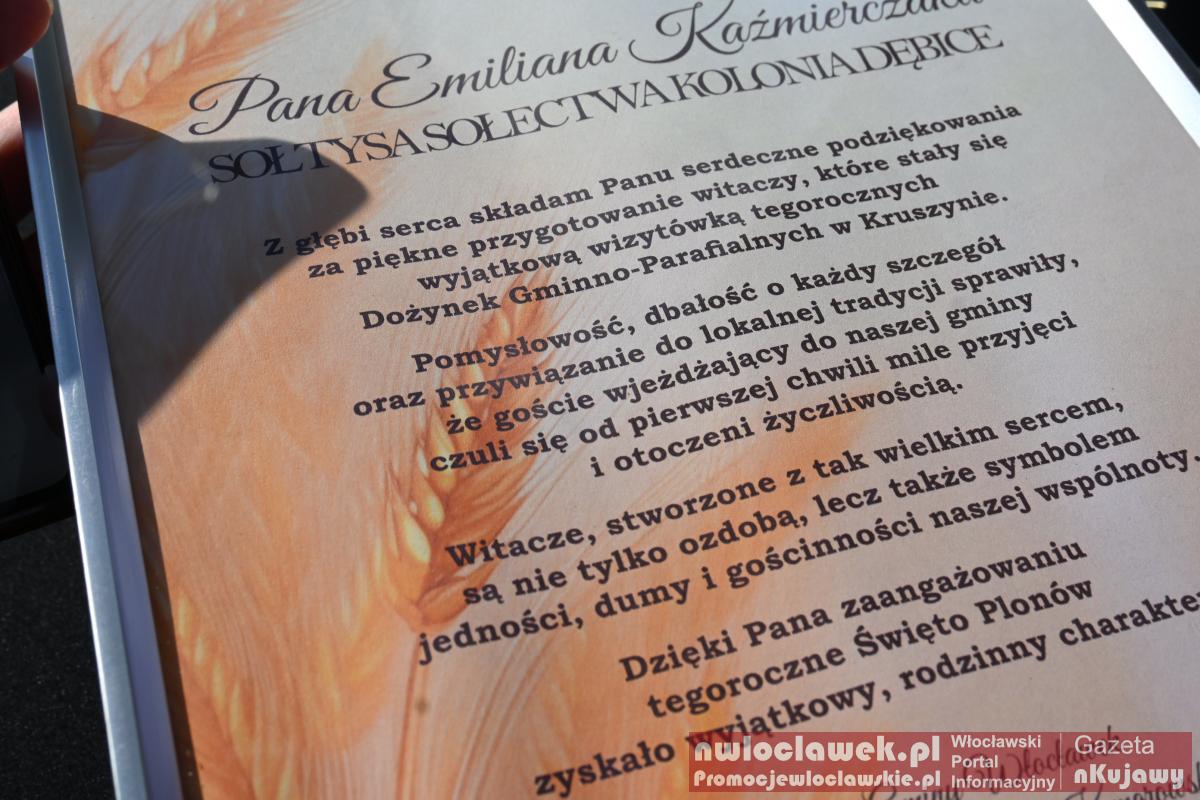 Pana Emiliana Kaźmierczaka
SOŁTYSA SOŁECTWA KOLONIA DĘBICE
Z głębi serca składam Panu serdeczne podziękowania
za piękne przygotowanie witaczy, które stały się
wyjątkową wizytówką tegorocznych
Dożynek Gminno-Parafialnych w Kruszynie.
Pomysłowość, dbałość o każdy szczegół
oraz przywiązanie do lokalnej tradycji sprawiły,
że goście wjeżdżający do naszej gminy
czuli się od pierwszej chwili mile przyjęci
i otoczeni życzliwością.
Witacze, stworzone z tak wielkim sercem,
są nie tylko ozdobą, lecz także symbolem
jedności, dumy i gościnności naszej wspólnoty.
Dzięki Pana zaangażowaniu
tegoroczne Święto Plonów
zyskało wyjątkowy, rodzinny charakte
Gminy Włocławek
nwloclawek.pl
Promocjewloclawskie.pl
Włocławski
Portal
Informacyjny
Gazeta
nKujawy